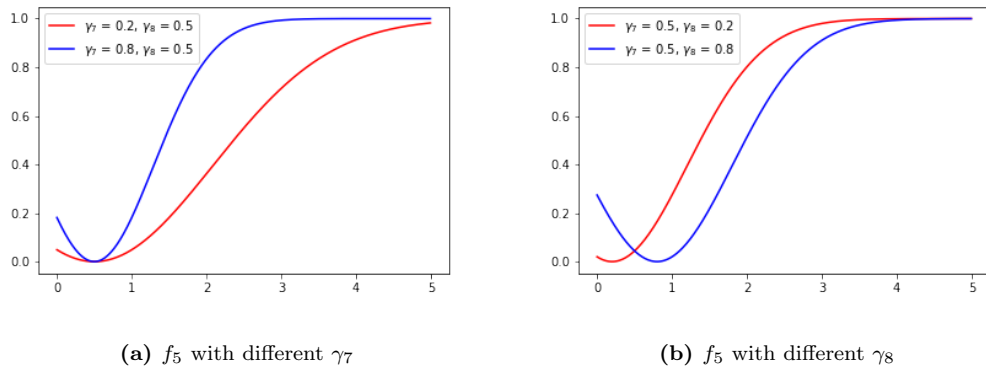 γ₇ = 0.2, γ₈ = 0.5
γ₇ = 0.8, γ₈ = 0.5
1.0
0.8
0.6
0.4
0.2
0.0
0 1 2 3 4 5
(a) f₅ with different γ₇
γ₇ = 0.5, γ₈ = 0.2
γ₇ = 0.5, γ₈ = 0.8
1.0
0.8
0.6
0.4
0.2
0.0
0 1 2 3 4 5
(b) f₅ with different γ₈